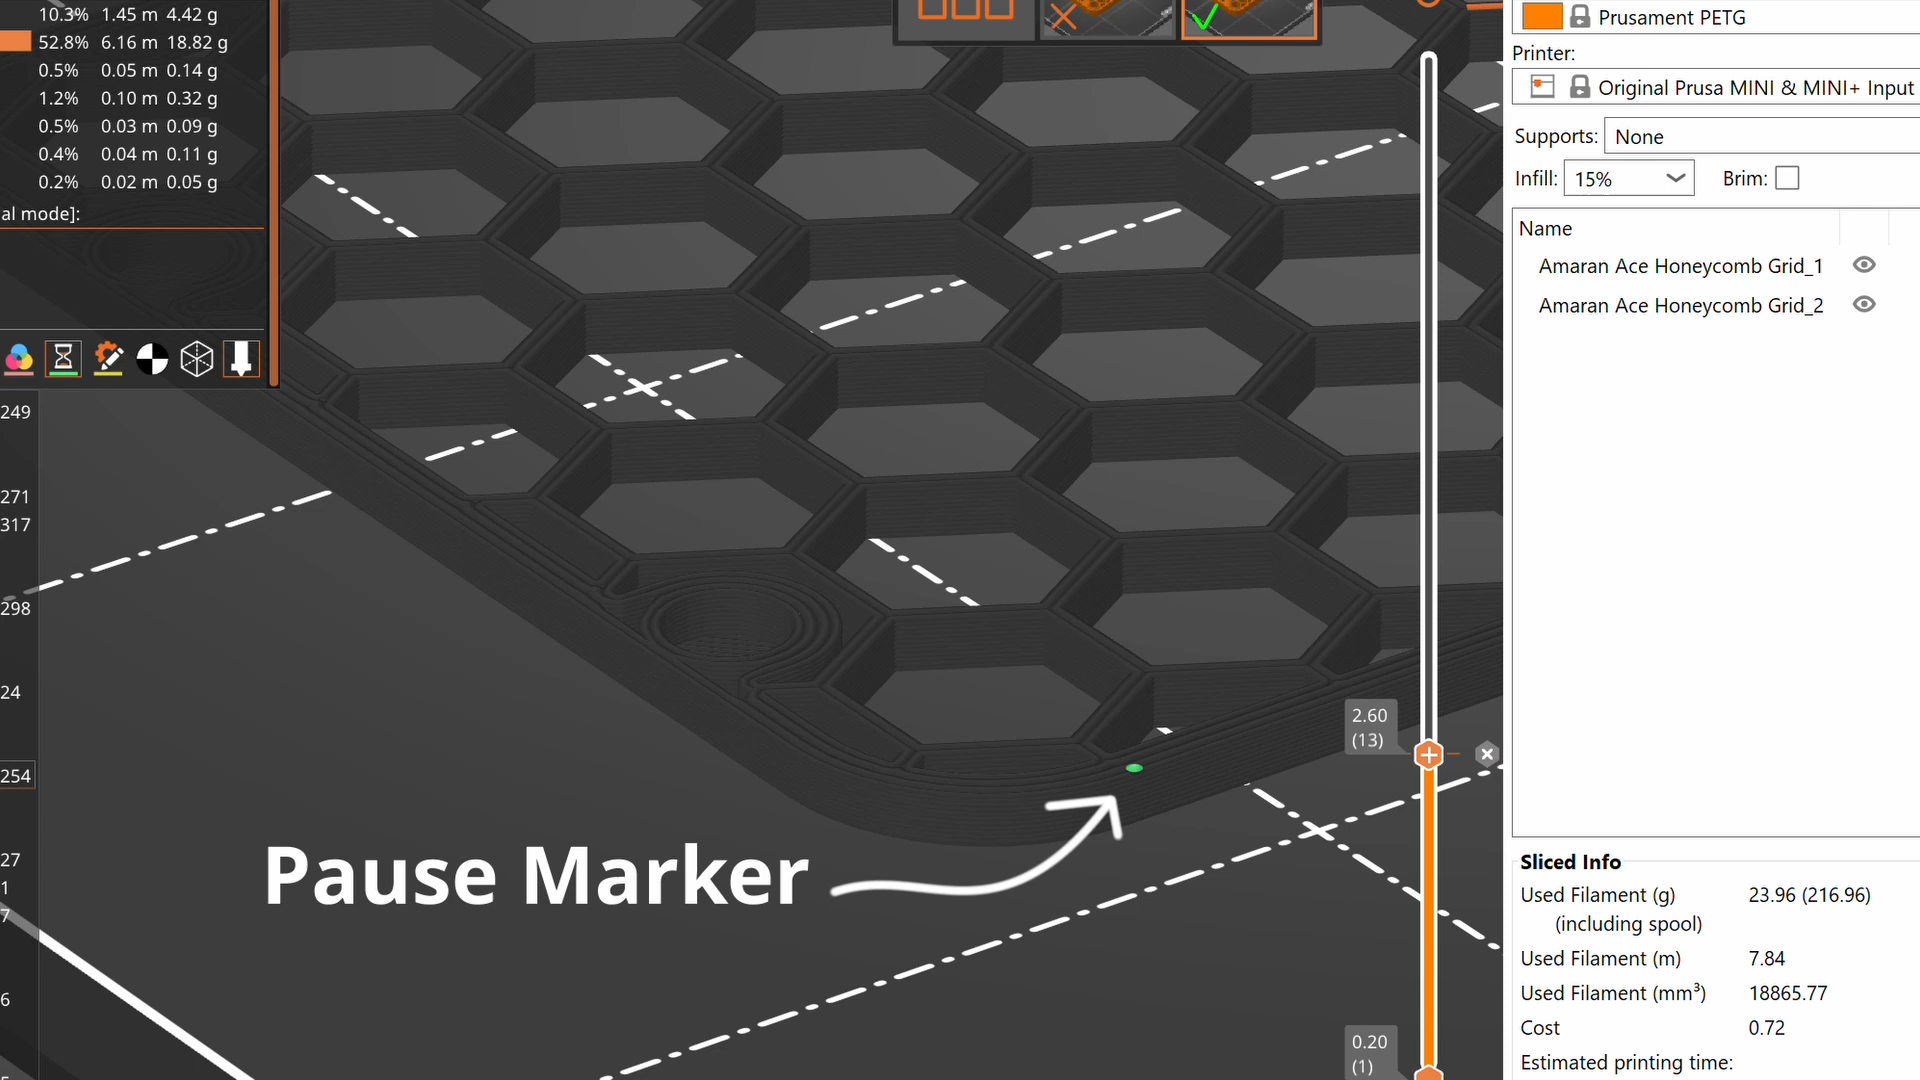 10.3% 1.45 m 4.42 g
52.8% 6.16 m 18.82 g
0.5% 0.05 m 0.14 g
1.2% 0.10 m 0.32 g
0.5% 0.03 m 0.09 g
0.4% 0.04 m 0.11 g
0.2% 0.02 m 0.05 g
al mode]:
249
271
317
298
24
254
27
1
7
6
Pause Marker
2.60
(13)
0.20
(1)
Prusament PETG
Printer:
Original Prusa MINI & MINI+ Input
Supports: None
Infill: 15% Brim:
Name
Amaran Ace Honeycomb Grid_1
Amaran Ace Honeycomb Grid_2
Sliced Info
Used Filament (g) 23.96 (216.96)
(including spool)
Used Filament (m) 7.84
Used Filament (mm³) 18865.77
Cost 0.72
Estimated printing time: